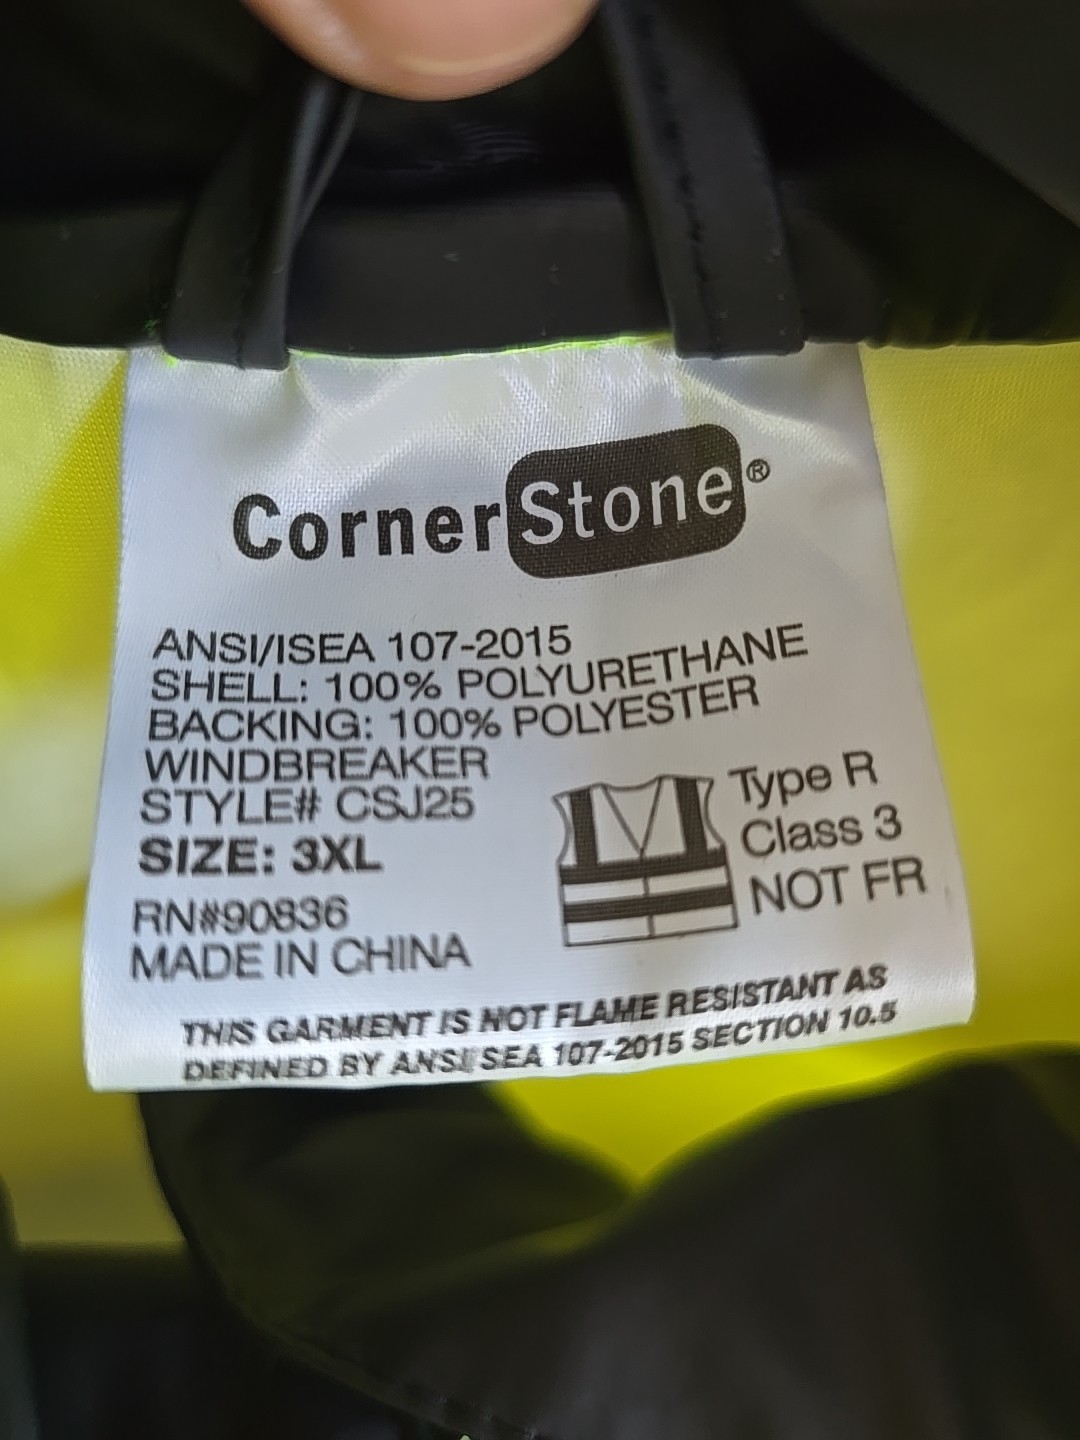 CornerStone®
ANSI/ISEA 107-2015
SHELL: 100% POLYURETHANE
BACKING: 100% POLYESTER
WINDBREAKER
STYLE# CSJ25
SIZE: 3XL
RN#90836
MADE IN CHINA
Type R
Class 3
NOT FR
THIS GARMENT IS NOT FLAME RESISTANT AS
DEFINED BY ANSI/ISEA 107-2015 SECTION 10.5